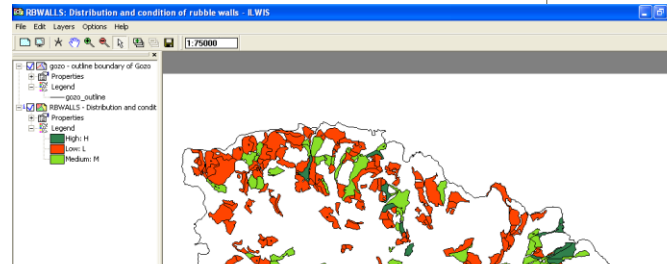 RBWALLS: Distribution and condition of rubble walls - ILWIS
File Edit Layers Options Help
1:75000
gozo - outline boundary of Gozo
Properties
Legend
gozo_outline
RBWALLS - Distribution and condit
Properties
Legend
High: H
Low: L
Medium: M